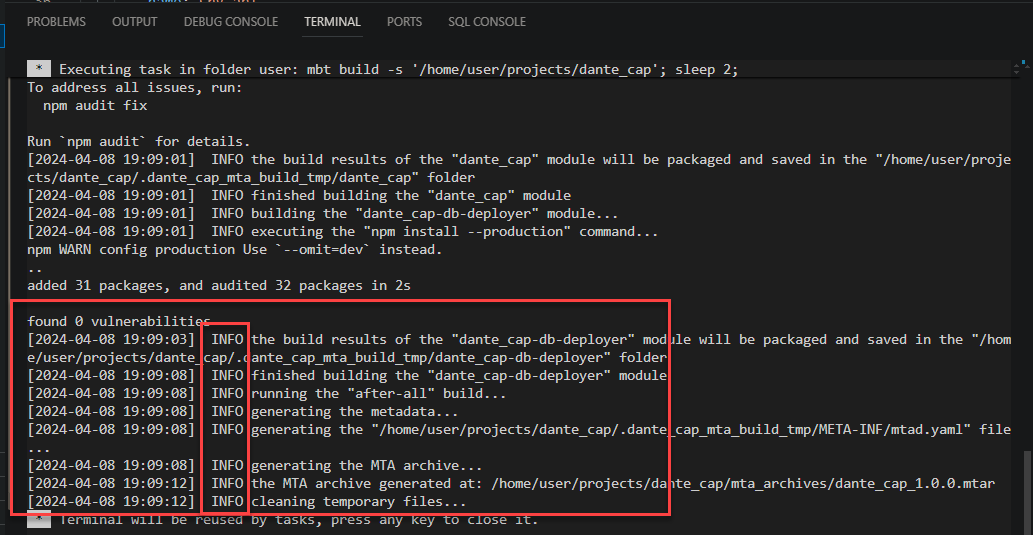 PROBLEMS OUTPUT DEBUG CONSOLE TERMINAL PORTS SQL CONSOLE
* Executing task in folder user: mbt build -s '/home/user/projects/dante_cap'; sleep 2;
To address all issues, run:
npm audit fix
Run `npm audit` for details.
[2024-04-08 19:09:01] INFO the build results of the "dante_cap" module will be packaged and saved in the "/home/user/proje
cts/dante_cap/.dante_cap_mta_build_tmp/dante_cap" folder
[2024-04-08 19:09:01] INFO finished building the "dante_cap" module
[2024-04-08 19:09:01] INFO building the "dante_cap-db-deployer" module...
[2024-04-08 19:09:01] INFO executing the "npm install --production" command...
npm WARN config production Use `--omit=dev` instead.
..
added 31 packages, and audited 32 packages in 2s
found 0 vulnerabilities
[2024-04-08 19:09:03] INFO the build results of the "dante_cap-db-deployer" module will be packaged and saved in the "/hom
e/user/projects/dante_cap/.dante_cap_mta_build_tmp/dante_cap-db-deployer" folder
[2024-04-08 19:09:08] INFO finished building the "dante_cap-db-deployer" module
[2024-04-08 19:09:08] INFO running the "after-all" build...
[2024-04-08 19:09:08] INFO generating the metadata...
[2024-04-08 19:09:08] INFO generating the "/home/user/projects/dante_cap/.dante_cap_mta_build_tmp/META-INF/mtad.yaml" file
...
[2024-04-08 19:09:08] INFO generating the MTA archive...
[2024-04-08 19:09:12] INFO the MTA archive generated at: /home/user/projects/dante_cap/mta_archives/dante_cap_1.0.0.mtar
[2024-04-08 19:09:12] INFO cleaning temporary files...
* Terminal will be reused by tasks, press any key to close it.